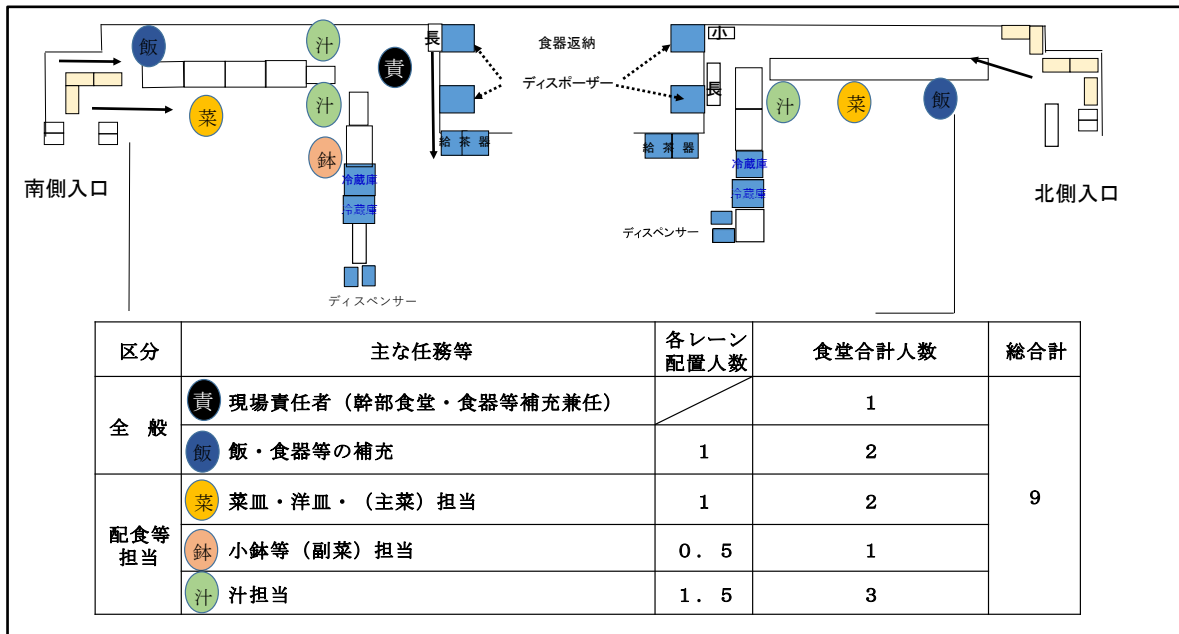 飯
汁
責
長
食器返納
小
ディスポーザー
長
菜
汁
汁
菜
飯
鉢
給茶器
給茶器
冷蔵庫
冷蔵庫
冷蔵庫
冷蔵庫
南側入口
北側入口
ディスペンサー
ディスペンサー
区分
主な任務等
各レーン
配置人数
食堂合計人数
総合計
全 般
責 現場責任者（幹部食堂・食器等補充兼任）
1
飯 飯・食器等の補充
1
2
配食等
担当
菜 菜皿・洋皿・（主菜）担当
1
2
鉢 小鉢等（副菜）担当
0．5
1
汁 汁担当
1．5
3
9